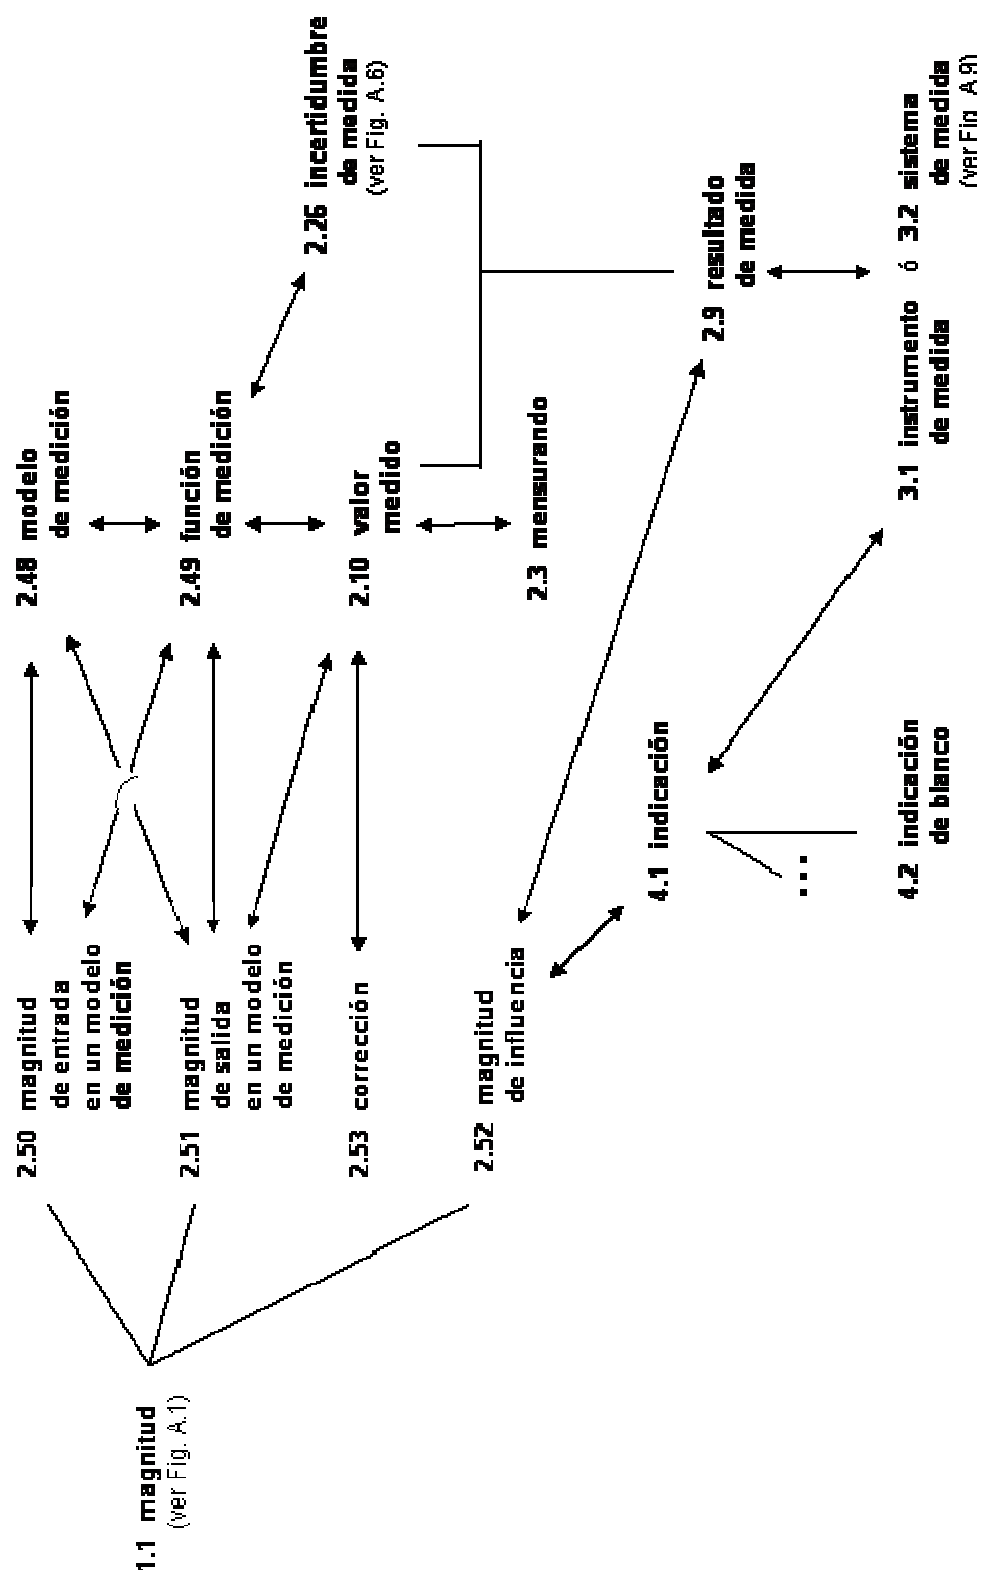 1.1 magnitud
(ver Fig. A.1)
2.50 magnitud
de entrada
en un modelo
de medición
2.51 magnitud
de salida
en un modelo
de medición
2.53 corrección
2.52 magnitud
de influencia
2.48 modelo
de medición
2.49 función
de medición
2.10 valor
medido
2.3 mensurando
2.26 incertidumbre
de medida
(ver Fig. A.6)
2.9 resultado
de medida
4.1 indicación
...
4.2 indicación
de blanco
3.1 instrumento ó 3.2 sistema
de medida de medida
(ver Fig A.9)